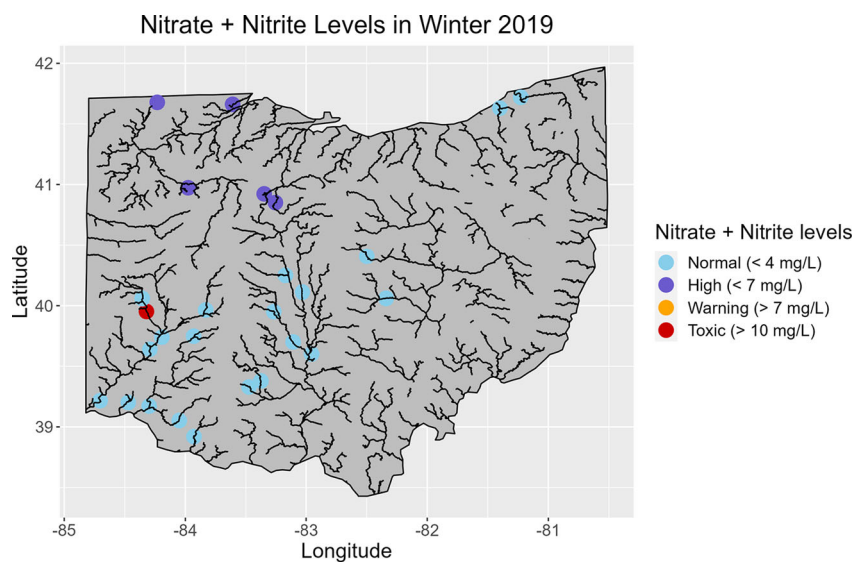 Nitrate + Nitrite Levels in Winter 2019
42
41
40
39
Latitude
-85
-84
-83
-82
-81
Longitude
Nitrate + Nitrite levels
Normal (< 4 mg/L)
High (< 7 mg/L)
Warning (> 7 mg/L)
Toxic (> 10 mg/L)